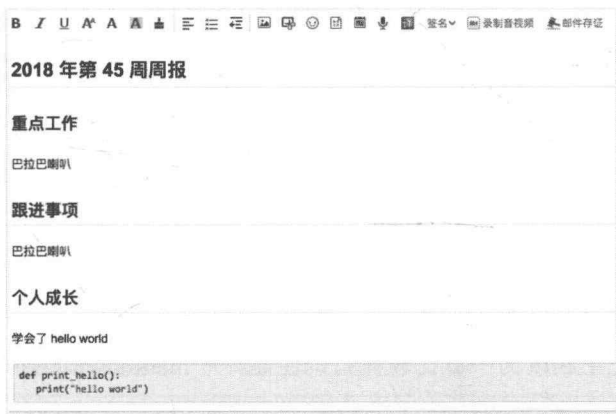 B I U A A A 签名 录制音视频 邮件存证
2018 年第 45 周周报
重点工作
巴拉巴喇叭
跟进事项
巴拉巴喇叭
个人成长
学会了 hello world
def print_hello():
print("hello world")